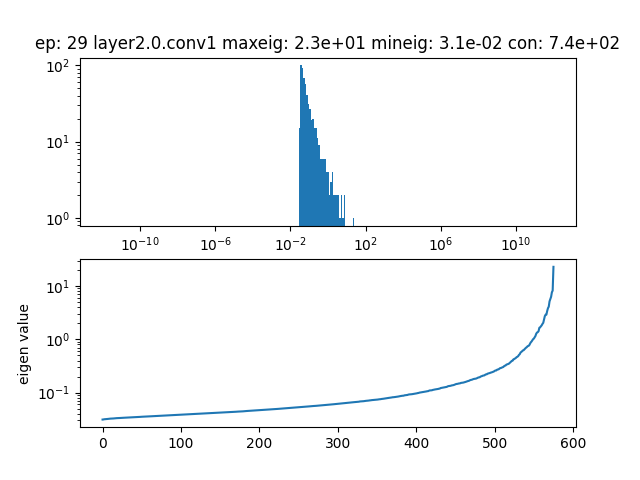 ep: 29 layer2.0.conv1 maxeig: 2.3e+01 mineig: 3.1e-02 con: 7.4e+02
10²
10¹
10⁰
10⁻¹⁰ 10⁻⁶ 10⁻² 10² 10⁶ 10¹⁰
eigen value
10¹
10⁰
10⁻¹
0 100 200 300 400 500 600